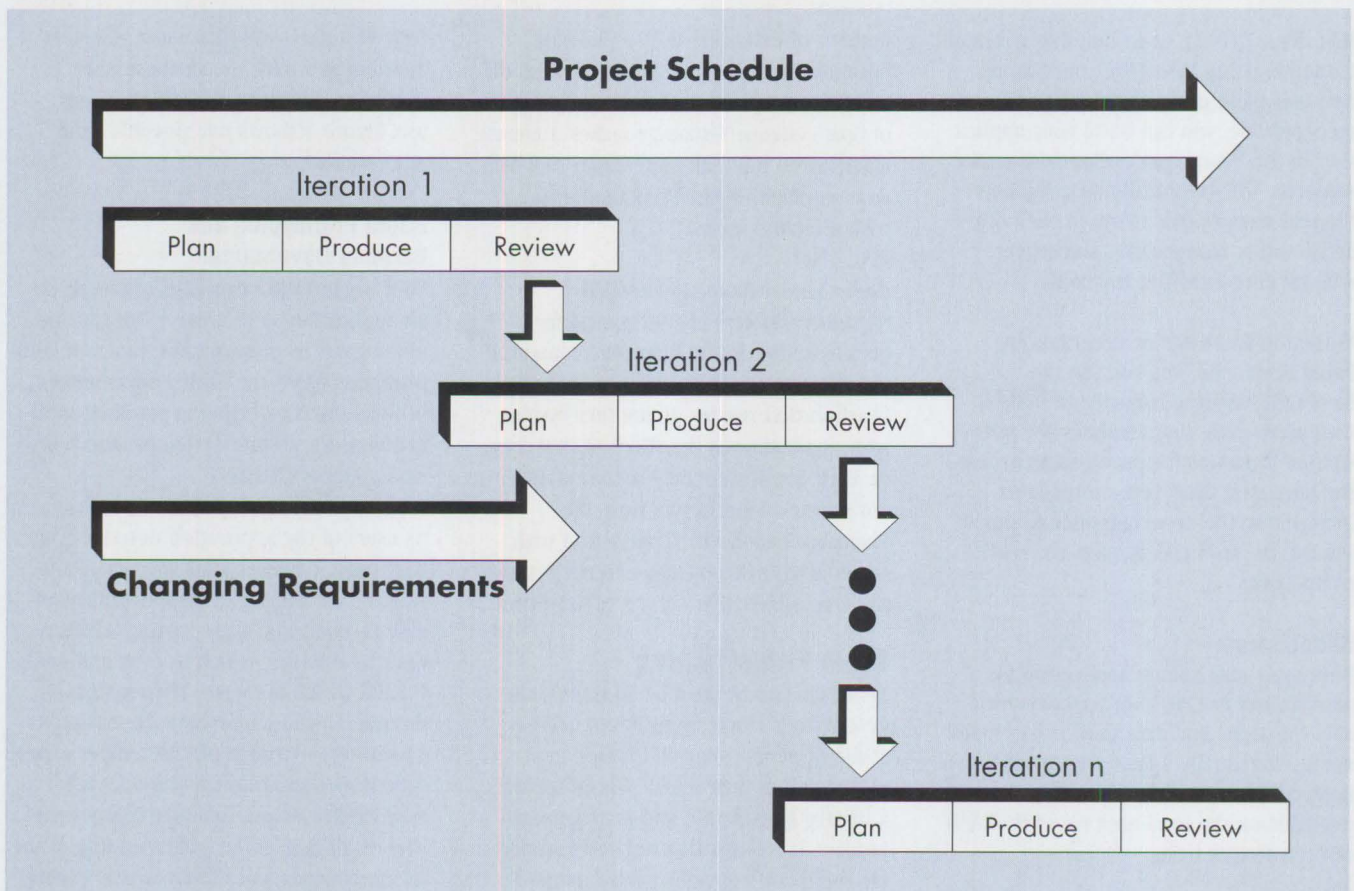 Project Schedule
Iteration 1
Plan Produce Review
Iteration 2
Plan Produce Review
Changing Requirements
Iteration n
Plan Produce Review